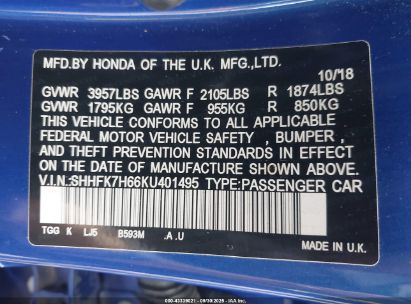 MFD.BY HONDA OF THE U.K. MFG.,LTD.
10/18
GVWR 3957LBS GAWR F 2105LBS R 1874LBS
GVWR 1795KG GAWR F 955KG R 850KG
THIS VEHICLE CONFORMS TO ALL APPLICABLE
FEDERAL MOTOR VEHICLE SAFETY , BUMPER ,
AND THEFT PREVENTION STANDARDS IN EFFECT
ON THE DATE OF MANUFACTURE SHOWN ABOVE.
V.I.N.:SHHFK7H66KU401495 TYPE:PASSENGER CAR
TGG K LJ5 B593M .A .U
MADE IN U.K.